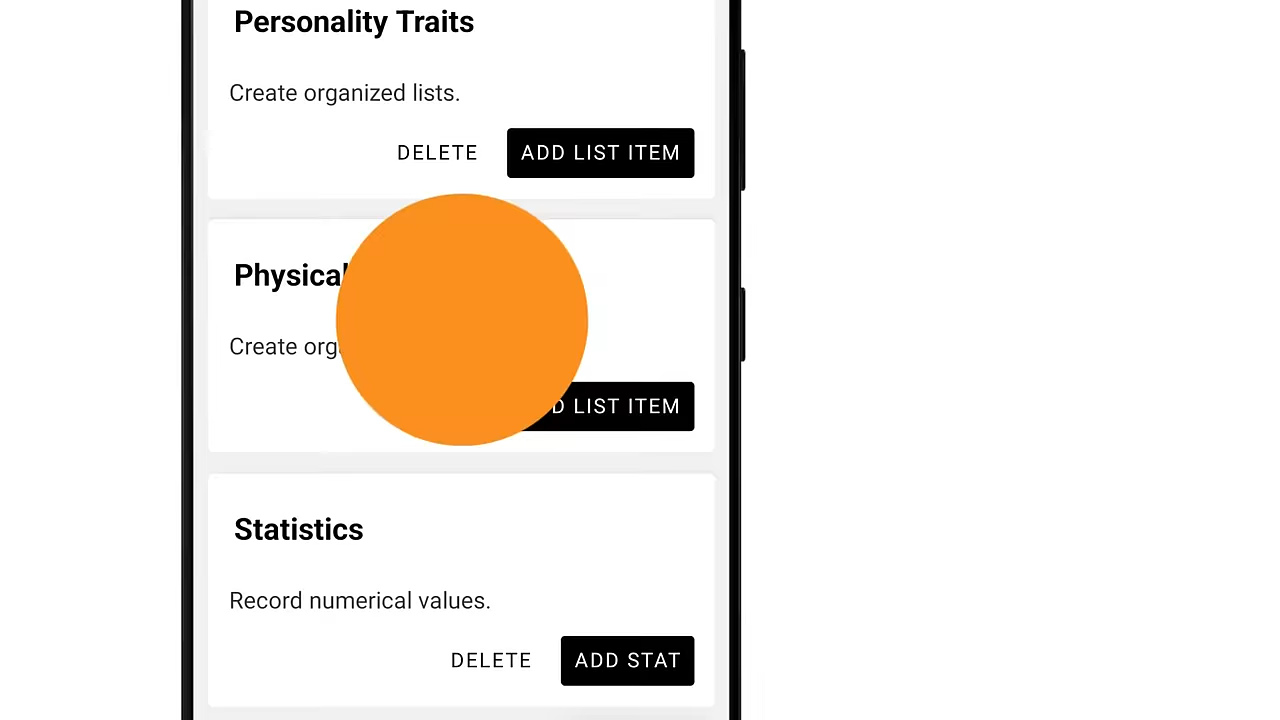 Personality Traits
Create organized lists.
DELETE ADD LIST ITEM
Physical
Create
LIST ITEM
Statistics
Record numerical values.
DELETE ADD STAT